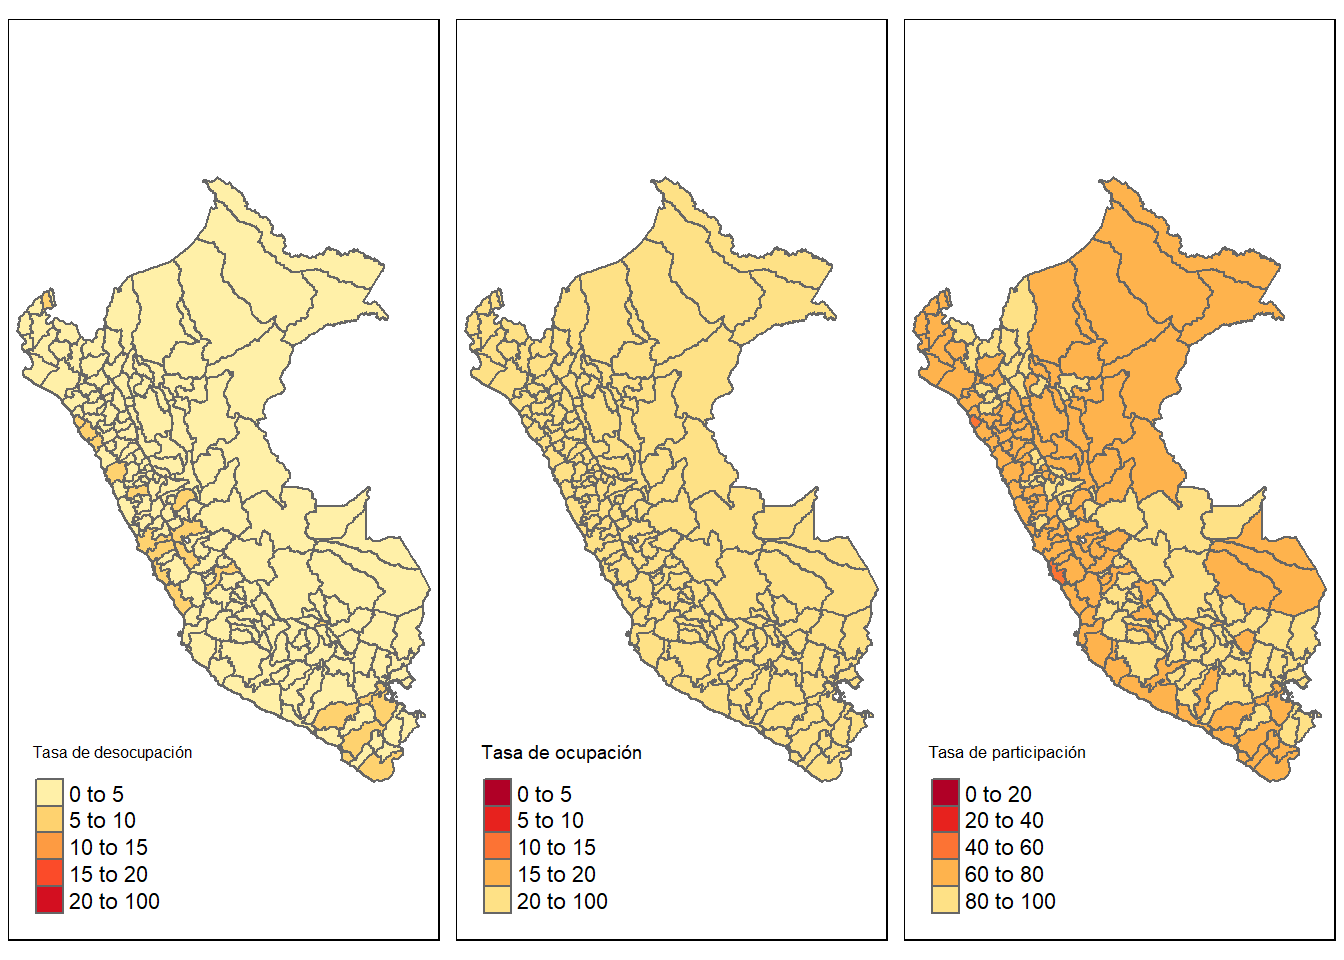 Tasa de desocupación
0 to 5
5 to 10
10 to 15
15 to 20
20 to 100
Tasa de ocupación
0 to 5
5 to 10
10 to 15
15 to 20
20 to 100
Tasa de participación
0 to 20
20 to 40
40 to 60
60 to 80
80 to 100